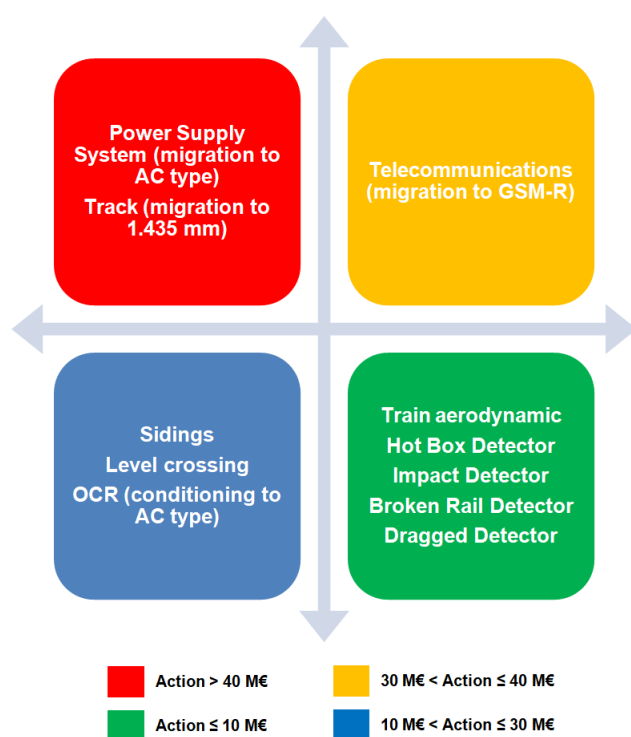 Power Supply
System (migration to
AC type)
Track (migration to
1.435 mm)
Telecommunications
(migration to GSM-R)
Sidings
Level crossing
OCR (conditioning to
AC type)
Train aerodynamic
Hot Box Detector
Impact Detector
Broken Rail Detector
Dragged Detector
Action > 40 M€
30 M€ < Action ≤ 40 M€
Action ≤ 10 M€
10 M€ < Action ≤ 30 M€